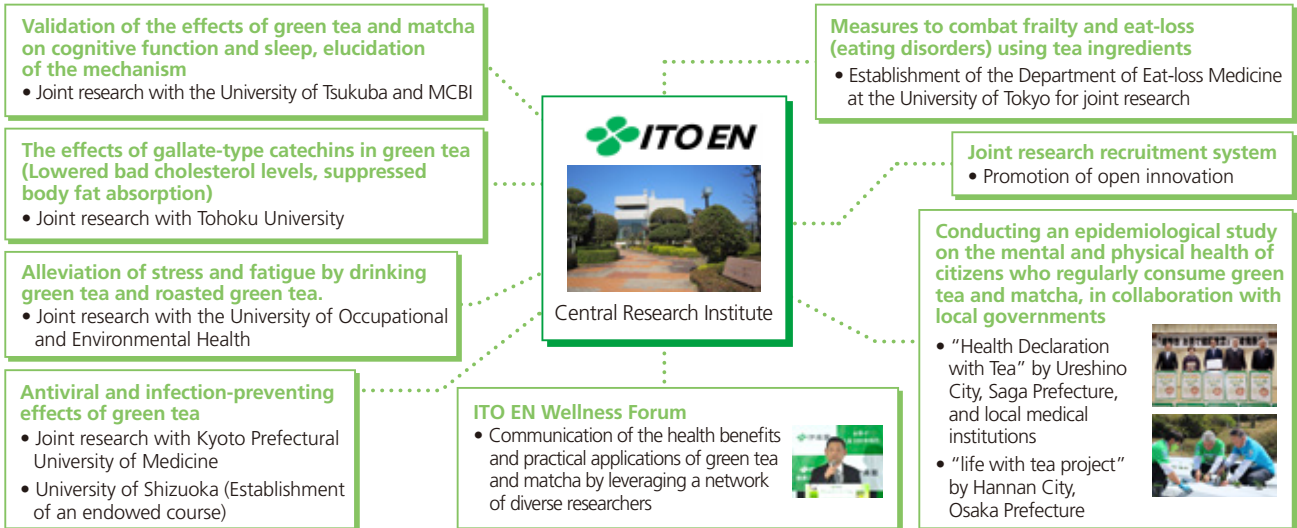 Validation of the effects of green tea and matcha
on cognitive function and sleep, elucidation
of the mechanism
• Joint research with the University of Tsukuba and MCBI
The effects of gallate-type catechins in green tea
(Lowered bad cholesterol levels, suppressed
body fat absorption)
• Joint research with Tohoku University
Alleviation of stress and fatigue by drinking
green tea and roasted green tea.
• Joint research with the University of Occupational
and Environmental Health
Antiviral and infection-preventing
effects of green tea
• Joint research with Kyoto Prefectural
University of Medicine
• University of Shizuoka (Establishment
of an endowed course)
ITO EN
Central Research Institute
ITO EN Wellness Forum
• Communication of the health benefits
and practical applications of green tea
and matcha by leveraging a network
of diverse researchers
Measures to combat frailty and eat-loss
(eating disorders) using tea ingredients
• Establishment of the Department of Eat-loss Medicine
at the University of Tokyo for joint research
Joint research recruitment system
• Promotion of open innovation
Conducting an epidemiological study
on the mental and physical health of
citizens who regularly consume green
tea and matcha, in collaboration with
local governments
• “Health Declaration
with Tea” by Ureshino
City, Saga Prefecture,
and local medical
institutions
• “life with tea project”
by Hannan City,
Osaka Prefecture